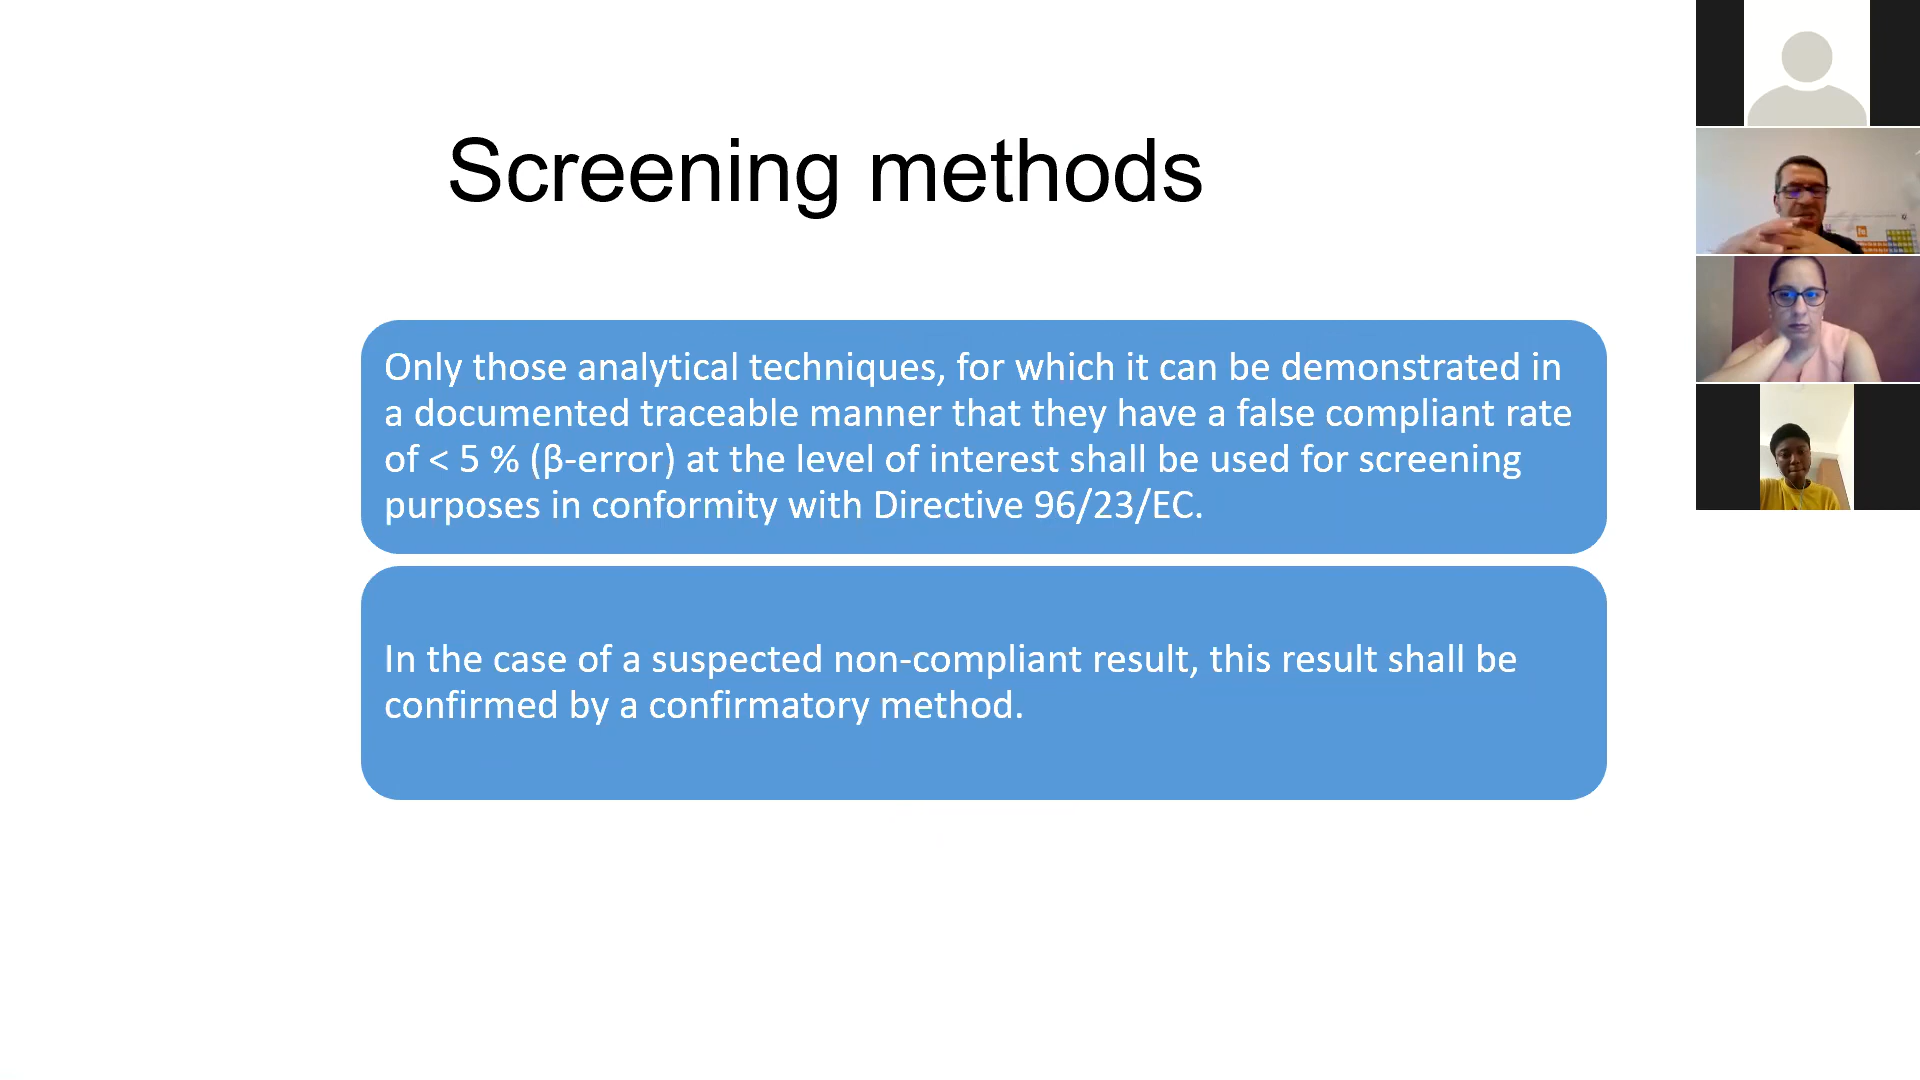 Screening methods
Only those analytical techniques, for which it can be demonstrated in
a documented traceable manner that they have a false compliant rate
of < 5 % (β-error) at the level of interest shall be used for screening
purposes in conformity with Directive 96/23/EC.
In the case of a suspected non-compliant result, this result shall be
confirmed by a confirmatory method.